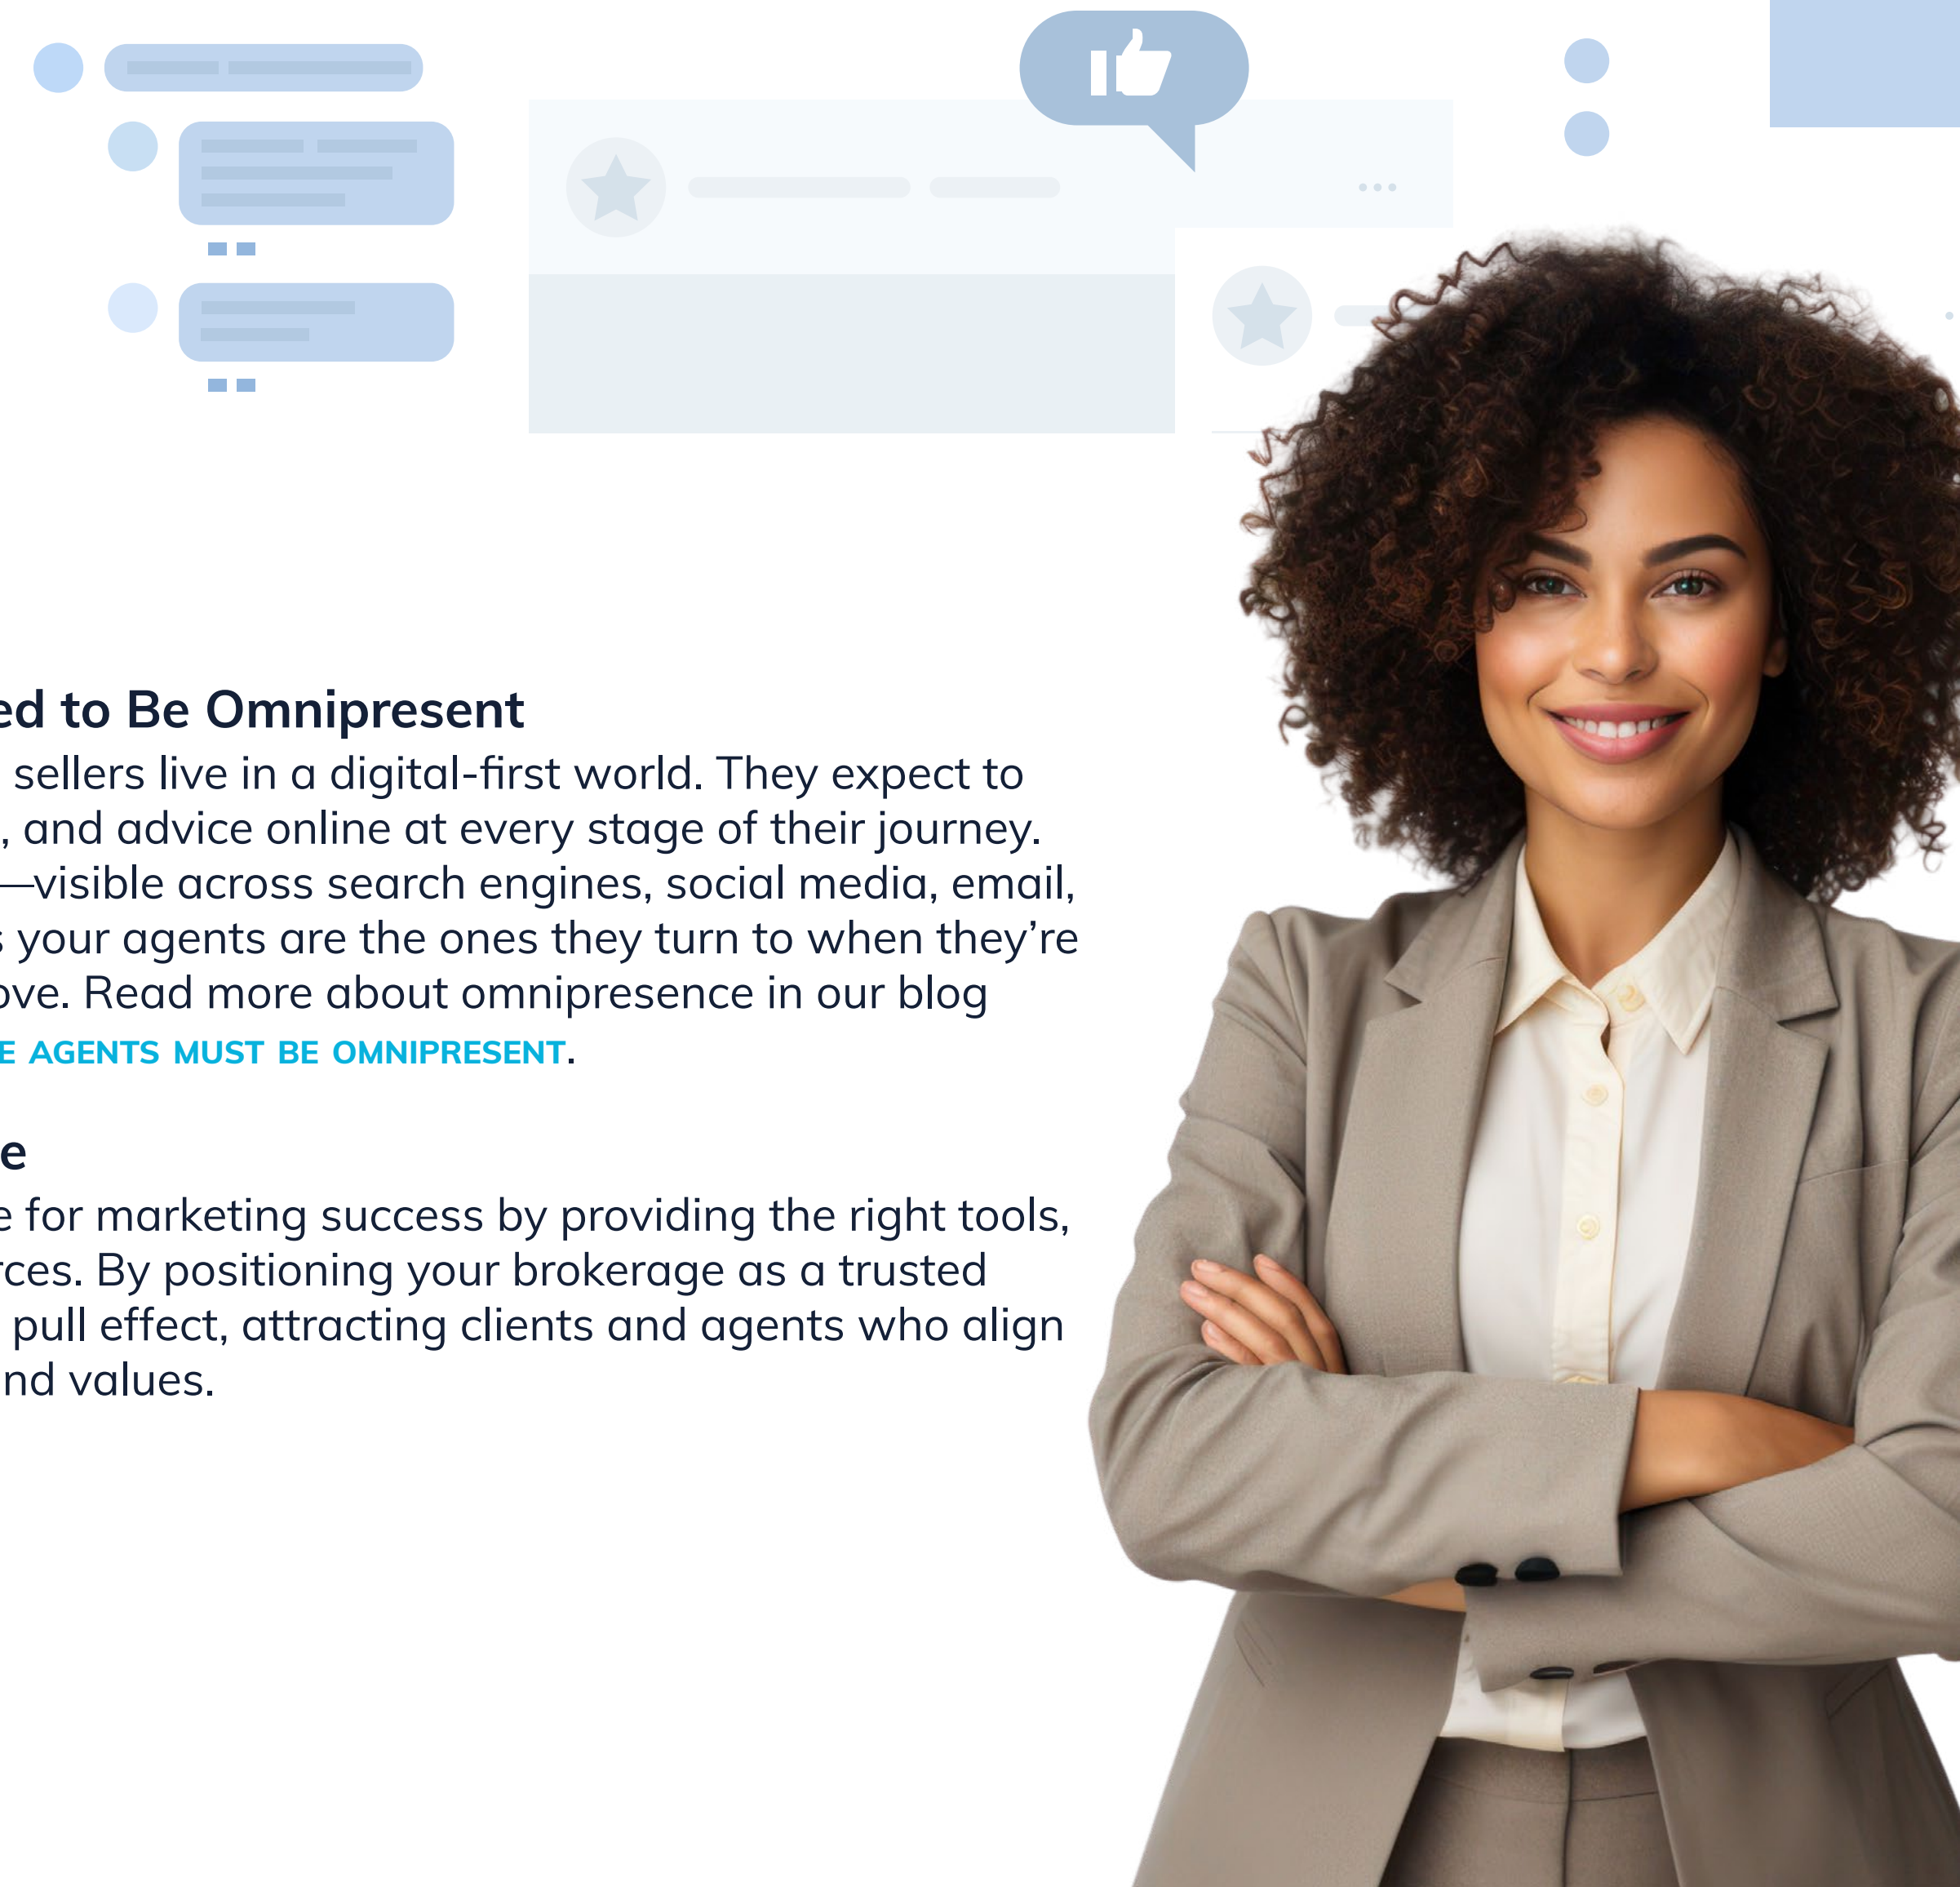 ed to Be Omnipresent
sellers live in a digital-first world. They expect to
, and advice online at every stage of their journey.
—visible across search engines, social media, email,
s your agents are the ones they turn to when they’re
ove. Read more about omnipresence in our blog
E AGENTS MUST BE OMNIPRESENT.
e
e for marketing success by providing the right tools,
rces. By positioning your brokerage as a trusted
pull effect, attracting clients and agents who align
nd values.